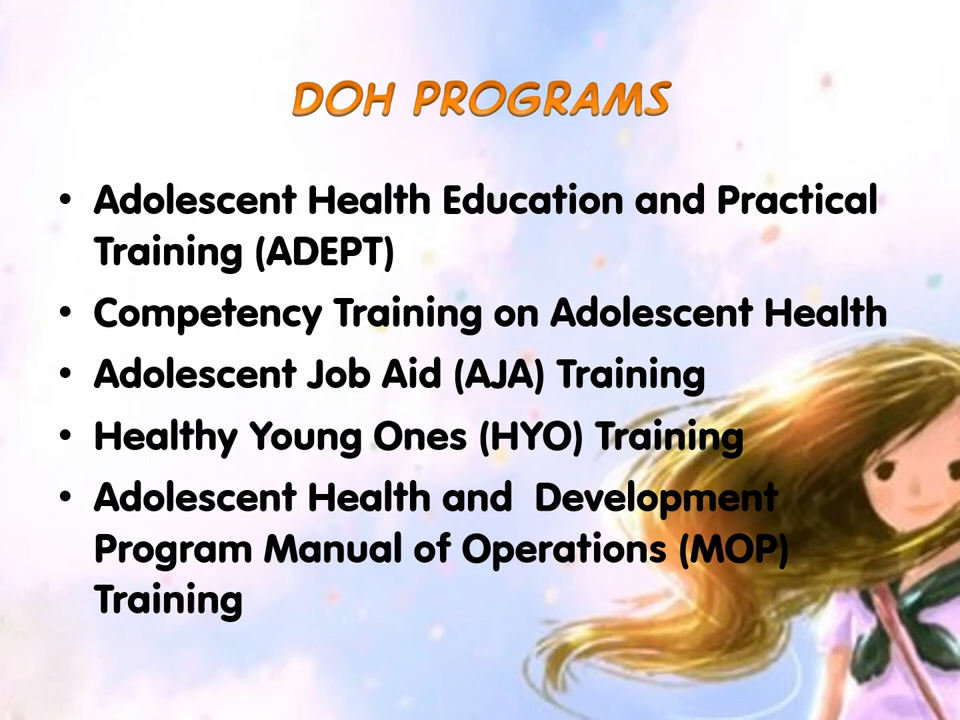 DOH PROGRAMS
• Adolescent Health Education and Practical
Training (ADEPT)
• Competency Training on Adolescent Health
• Adolescent Job Aid (AJA) Training
• Healthy Young Ones (HYO) Training
• Adolescent Health and  Development
Program Manual of Operations (MOP)
Training